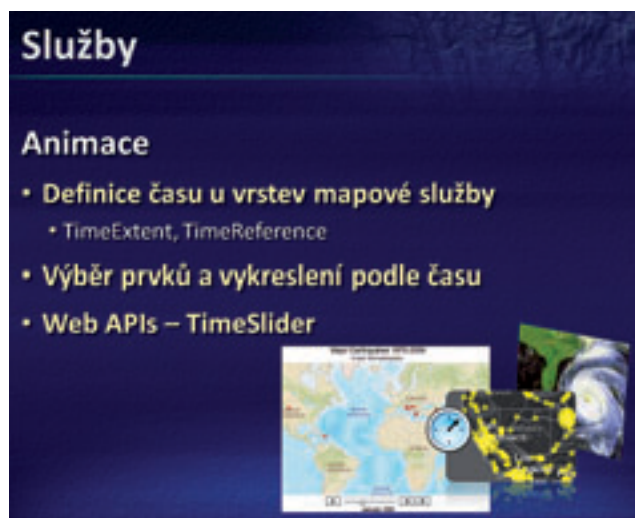 Služby
Animace
• Definice času u vrstev mapové služby
• TimeExtent, TimeReference
• Výběr prvků a vykreslení podle času
• Web APIs – TimeSlider